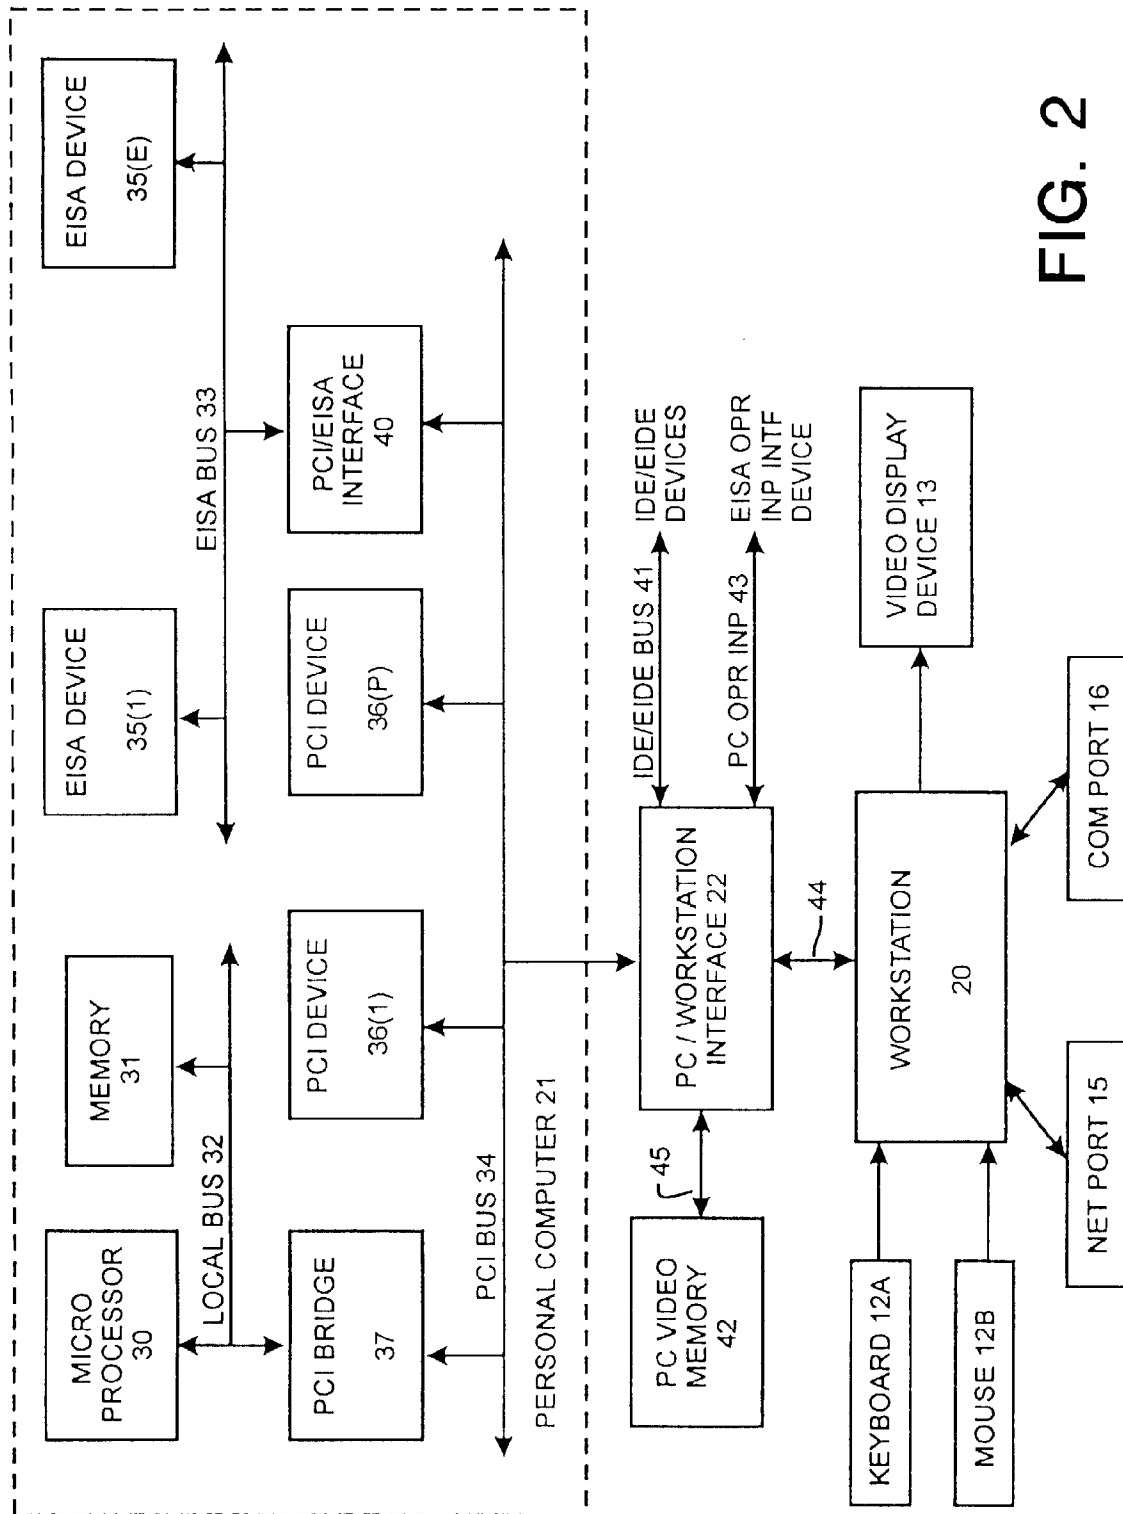 MICRO
PROCESSOR
30
MEMORY
31
EISA DEVICE
35(1)
EISA DEVICE
35(E)
LOCAL BUS 32
EISA BUS 33
PCI BRIDGE
37
PCI DEVICE
36(1)
PCI DEVICE
36(P)
PCI/EISA
INTERFACE
40
PCI BUS 34
PERSONAL COMPUTER 21
PC VIDEO
MEMORY
42
45
PC / WORKSTATION
INTERFACE 22
IDE/EIDE BUS 41
IDE/EIDE
DEVICES
PC OPR INP 43
EISA OPR
INP INTF
DEVICE
44
KEYBOARD 12A
MOUSE 12B
WORKSTATION
20
VIDEO DISPLAY
DEVICE 13
NET PORT 15
COM PORT 16
FIG. 2